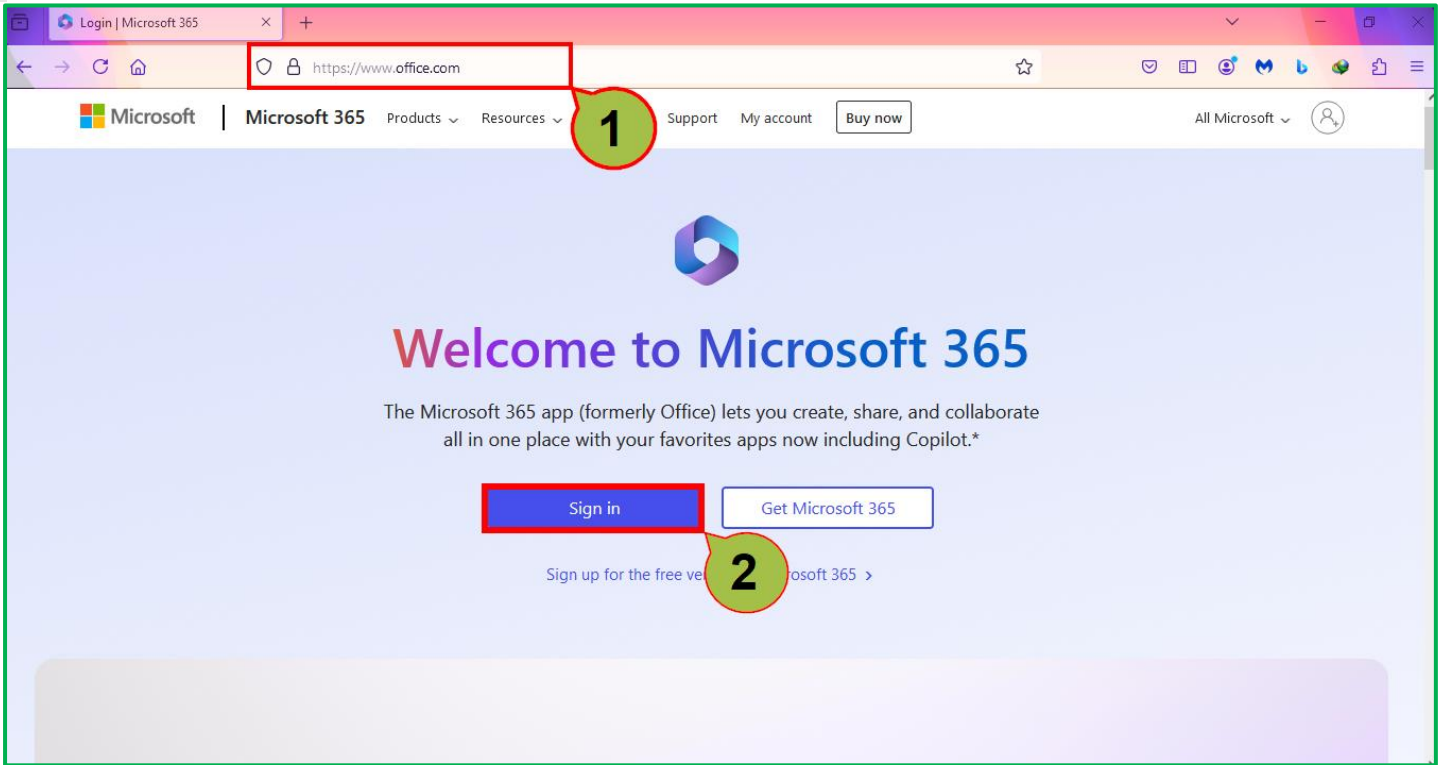 Login | Microsoft 365
https://www.office.com
Microsoft Microsoft 365 Products Resources Support My account Buy now All Microsoft
1
Welcome to Microsoft 365
The Microsoft 365 app (formerly Office) lets you create, share, and collaborate
all in one place with your favorites apps now including Copilot.*
Sign in Get Microsoft 365
2
Sign up for the free 365